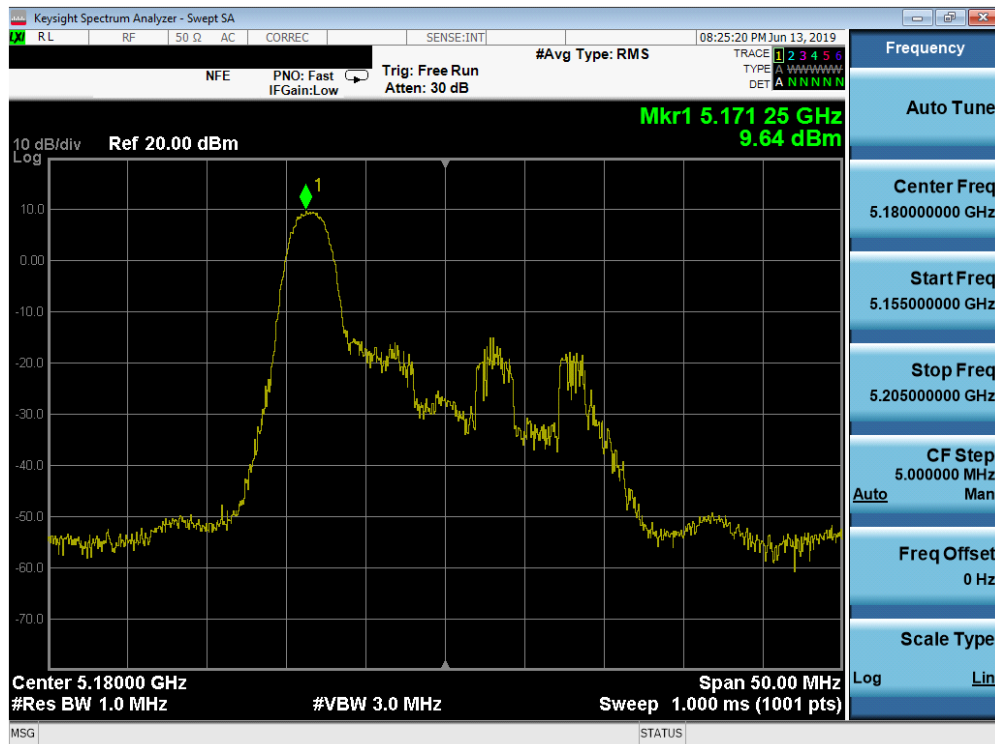 Keysight Spectrum Analyzer - Swept SA
LXI RL RF 50 Ω AC CORREC SENSE:INT 08:25:20 PM Jun 13, 2019
#Avg Type: RMS TRACE 1 2 3 4 5 6
NFE PNO: Fast Trig: Free Run TYPE A WWWWW
IFGain:Low Atten: 30 dB DET A N N N N N
Mkr1 5.171 25 GHz
9.64 dBm
10 dB/div Ref 20.00 dBm
Log
1
10.0
0.00
-10.0
-20.0
-30.0
-40.0
-50.0
-60.0
-70.0
Center 5.18000 GHz Span 50.00 MHz
#Res BW 1.0 MHz #VBW 3.0 MHz Sweep 1.000 ms (1001 pts)
MSG STATUS
Frequency
Auto Tune
Center Freq
5.180000000 GHz
Start Freq
5.155000000 GHz
Stop Freq
5.205000000 GHz
CF Step
5.000000 MHz
Auto Man
Freq Offset
0 Hz
Scale Type
Log Lin